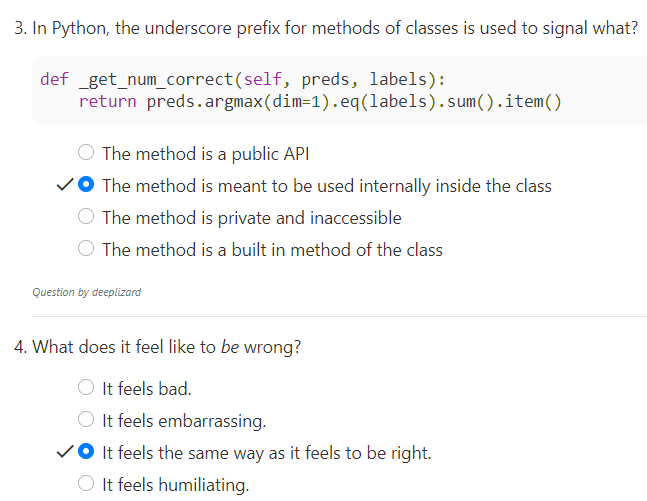 3. In Python, the underscore prefix for methods of classes is used to signal what?
def _get_num_correct(self, preds, labels):
    return preds.argmax(dim=1).eq(labels).sum().item()
The method is a public API
The method is meant to be used internally inside the class
The method is private and inaccessible
The method is a built in method of the class
Question by deeplizard
4. What does it feel like to be wrong?
It feels bad.
It feels embarrassing.
It feels the same way as it feels to be right.
It feels humiliating.